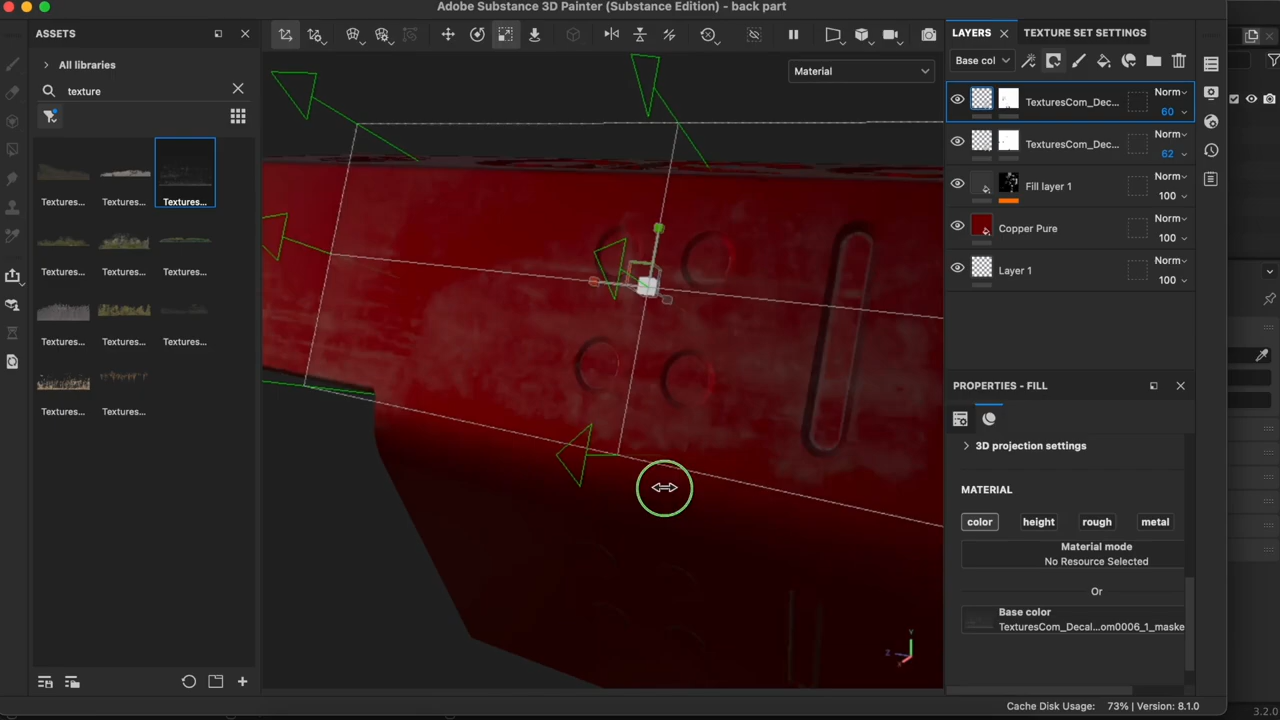 Adobe Substance 3D Painter (Substance Edition) - back part
ASSETS
All libraries
texture
Textures...
Textures...
Textures...
Textures...
Textures...
Textures...
Textures...
Textures...
Textures...
Textures...
Textures...
Material
LAYERS
TEXTURE SET SETTINGS
Base col
TexturesCom_Dec...
Norm
60
TexturesCom_Dec...
Norm
62
Fill layer 1
Norm
100
Copper Pure
Norm
100
Layer 1
Norm
100
PROPERTIES - FILL
3D projection settings
MATERIAL
color height rough metal
Material mode
No Resource Selected
Or
Base color
TexturesCom_Decal...om0006_1_maske
Y
Z
X
Cache Disk Usage: 73% | Version: 8.1.0
3.2.0